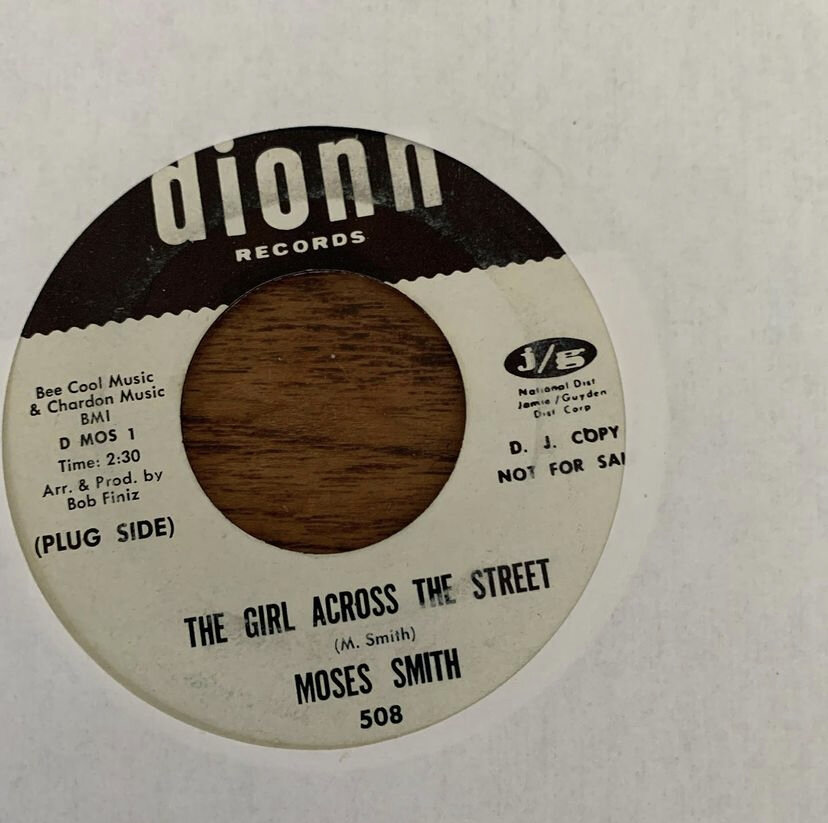 dionn
RECORDS
Bee Cool Music
& Chardon Music
BMI
D MOS 1
Time: 2:30
Arr. & Prod. by
Bob Finiz
(PLUG SIDE)
j/g
National Dist
Jamie/Guyden
Dist Corp
D. J. COPY
NOT FOR SAL
THE GIRL ACROSS THE STREET
(M. Smith)
MOSES SMITH
508